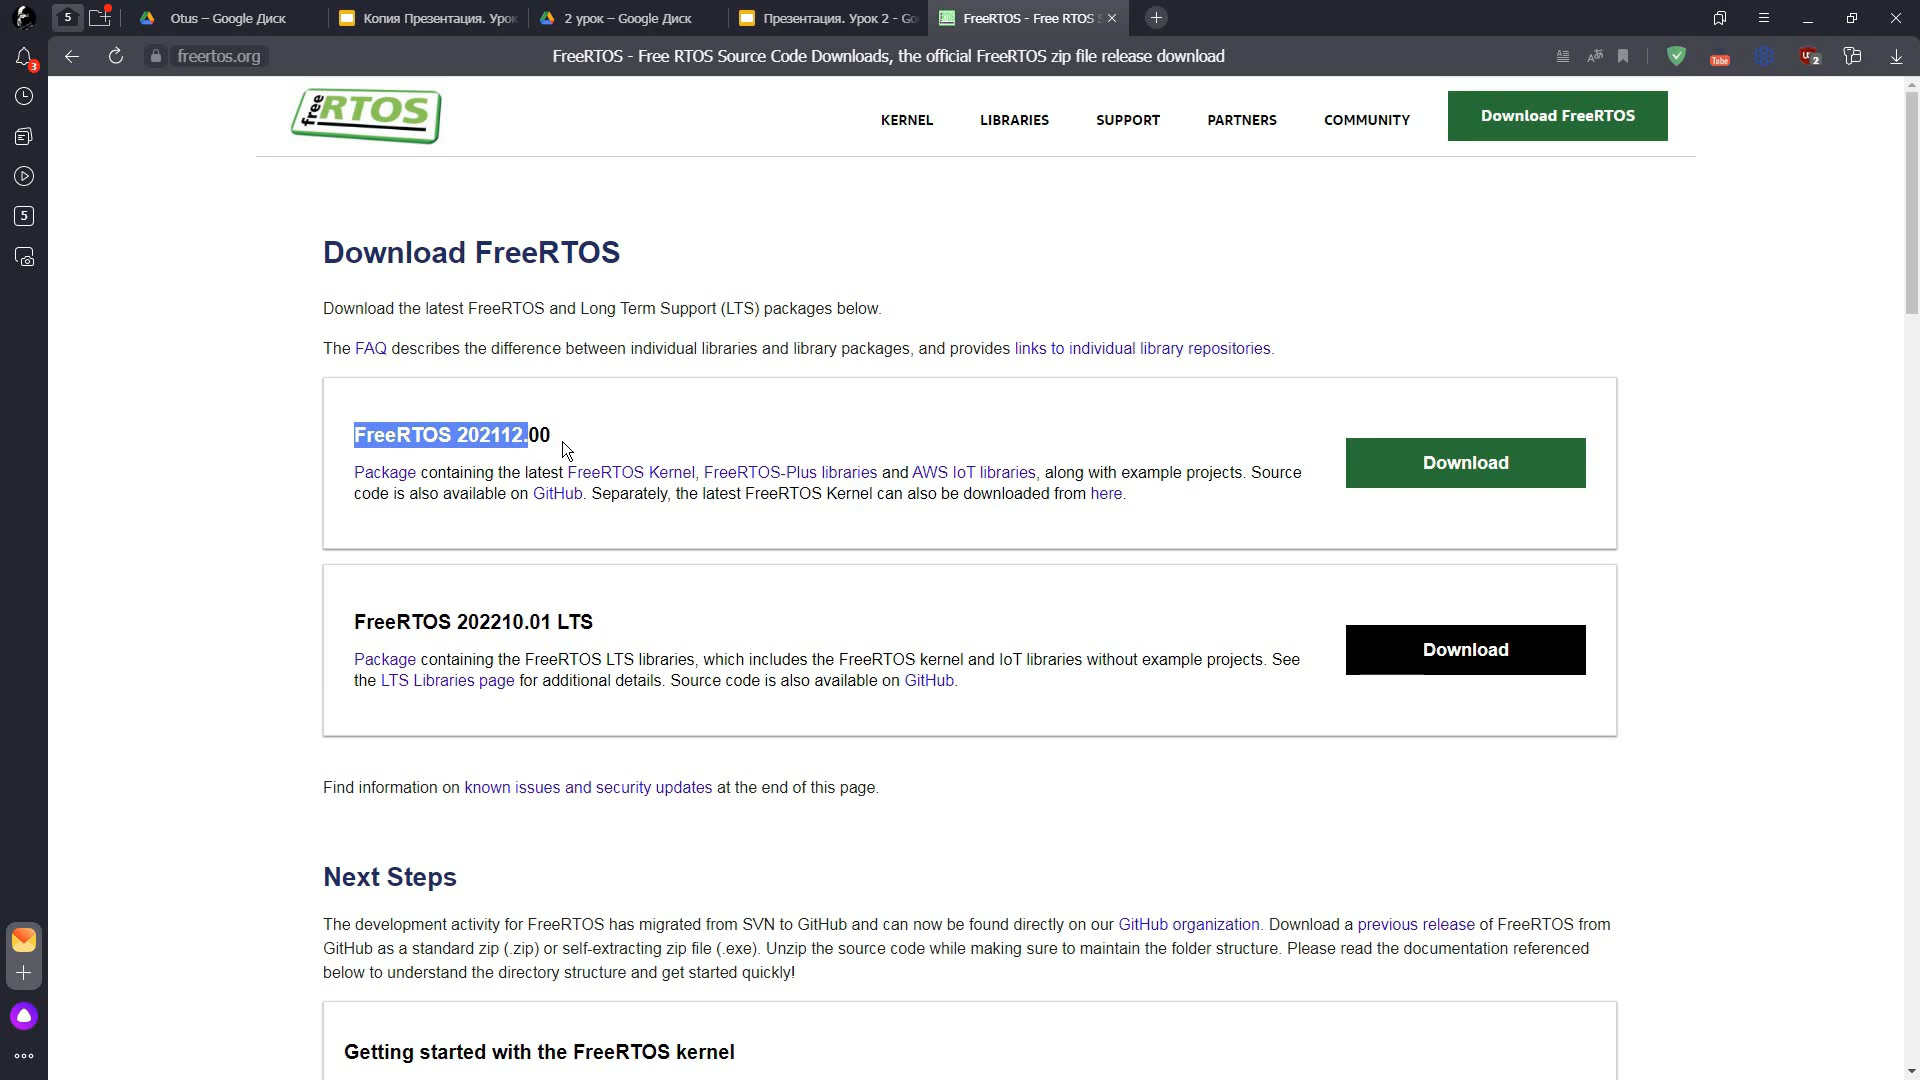 5
Otus – Google Диск
Копия Презентация. Урок
2 урок – Google Диск
Презентация. Урок 2 - Go
FreeRTOS - Free RTOS S
3
freertos.org
FreeRTOS - Free RTOS Source Code Downloads, the official FreeRTOS zip file release download
Tube
2
5
free RTOS
KERNEL
LIBRARIES
SUPPORT
PARTNERS
COMMUNITY
Download FreeRTOS
Download FreeRTOS
Download the latest FreeRTOS and Long Term Support (LTS) packages below.
The FAQ describes the difference between individual libraries and library packages, and provides links to individual library repositories.
FreeRTOS 202112.00
Package containing the latest FreeRTOS Kernel, FreeRTOS-Plus libraries and AWS IoT libraries, along with example projects. Source
code is also available on GitHub. Separately, the latest FreeRTOS Kernel can also be downloaded from here.
Download
FreeRTOS 202210.01 LTS
Package containing the FreeRTOS LTS libraries, which includes the FreeRTOS kernel and IoT libraries without example projects. See
the LTS Libraries page for additional details. Source code is also available on GitHub.
Download
Find information on known issues and security updates at the end of this page.
Next Steps
The development activity for FreeRTOS has migrated from SVN to GitHub and can now be found directly on our GitHub organization. Download a previous release of FreeRTOS from
GitHub as a standard zip (.zip) or self-extracting zip file (.exe). Unzip the source code while making sure to maintain the folder structure. Please read the documentation referenced
below to understand the directory structure and get started quickly!
Getting started with the FreeRTOS kernel